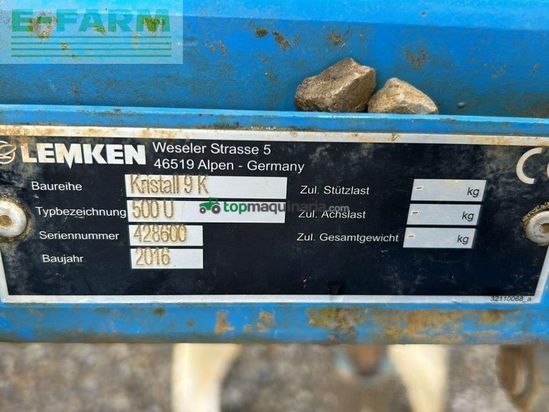 E-FARM
LEMKEN
Weseler Strasse 5
46519 Alpen - Germany
CE
Baureihe Kristall 9 K Zul. Stützlast - kg
Typbezeichnung 500 U Zul. Achslast - kg
topmaquinaria.com
Seriennummer 428600 Zul. Gesamtgewicht - kg
Baujahr 2016
32110068_a